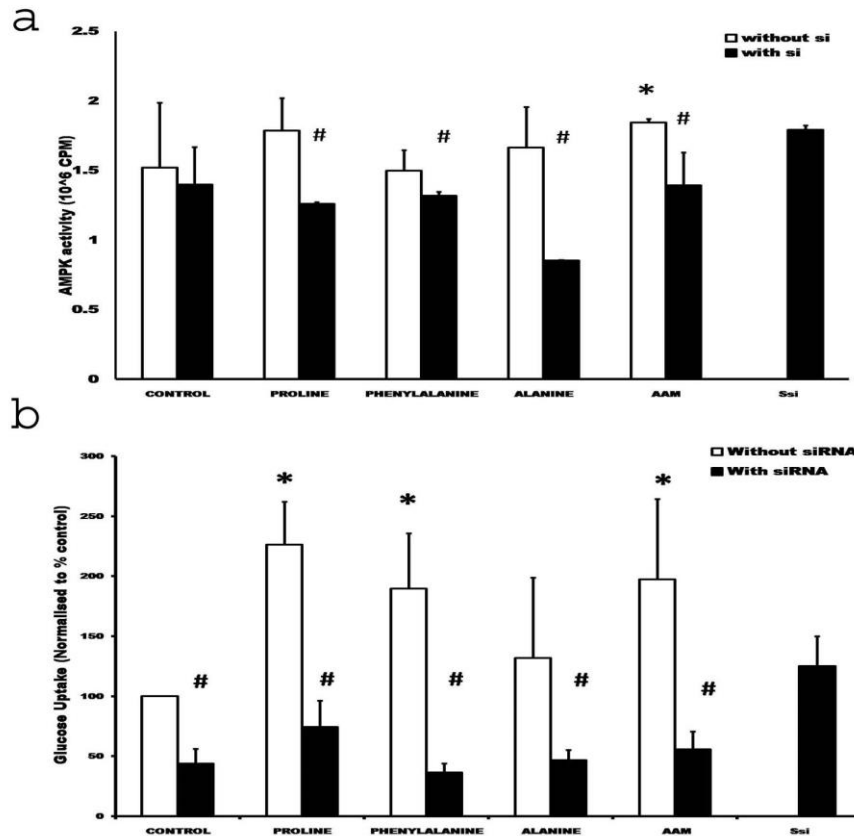 a
2.5
2
1.5
1
0.5
0
AMPK activity (10^6 CPM)
without si
with si
*
# # # #
CONTROL PROLINE PHENYLALANINE ALANINE AAM Ssi
b
300
250
200
150
100
50
0
Glucose Uptake (Normalised to % control)
Without siRNA
With siRNA
* * *
# # # # #
CONTROL PROLINE PHENYLALANINE ALANINE AAM Ssi